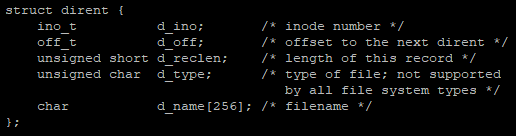 struct dirent {
    ino_t          d_ino;       /* inode number */
    off_t          d_off;       /* offset to the next dirent */
    unsigned short d_reclen;    /* length of this record */
    unsigned char  d_type;      /* type of file; not supported
                                   by all file system types */
    char           d_name[256]; /* filename */
};